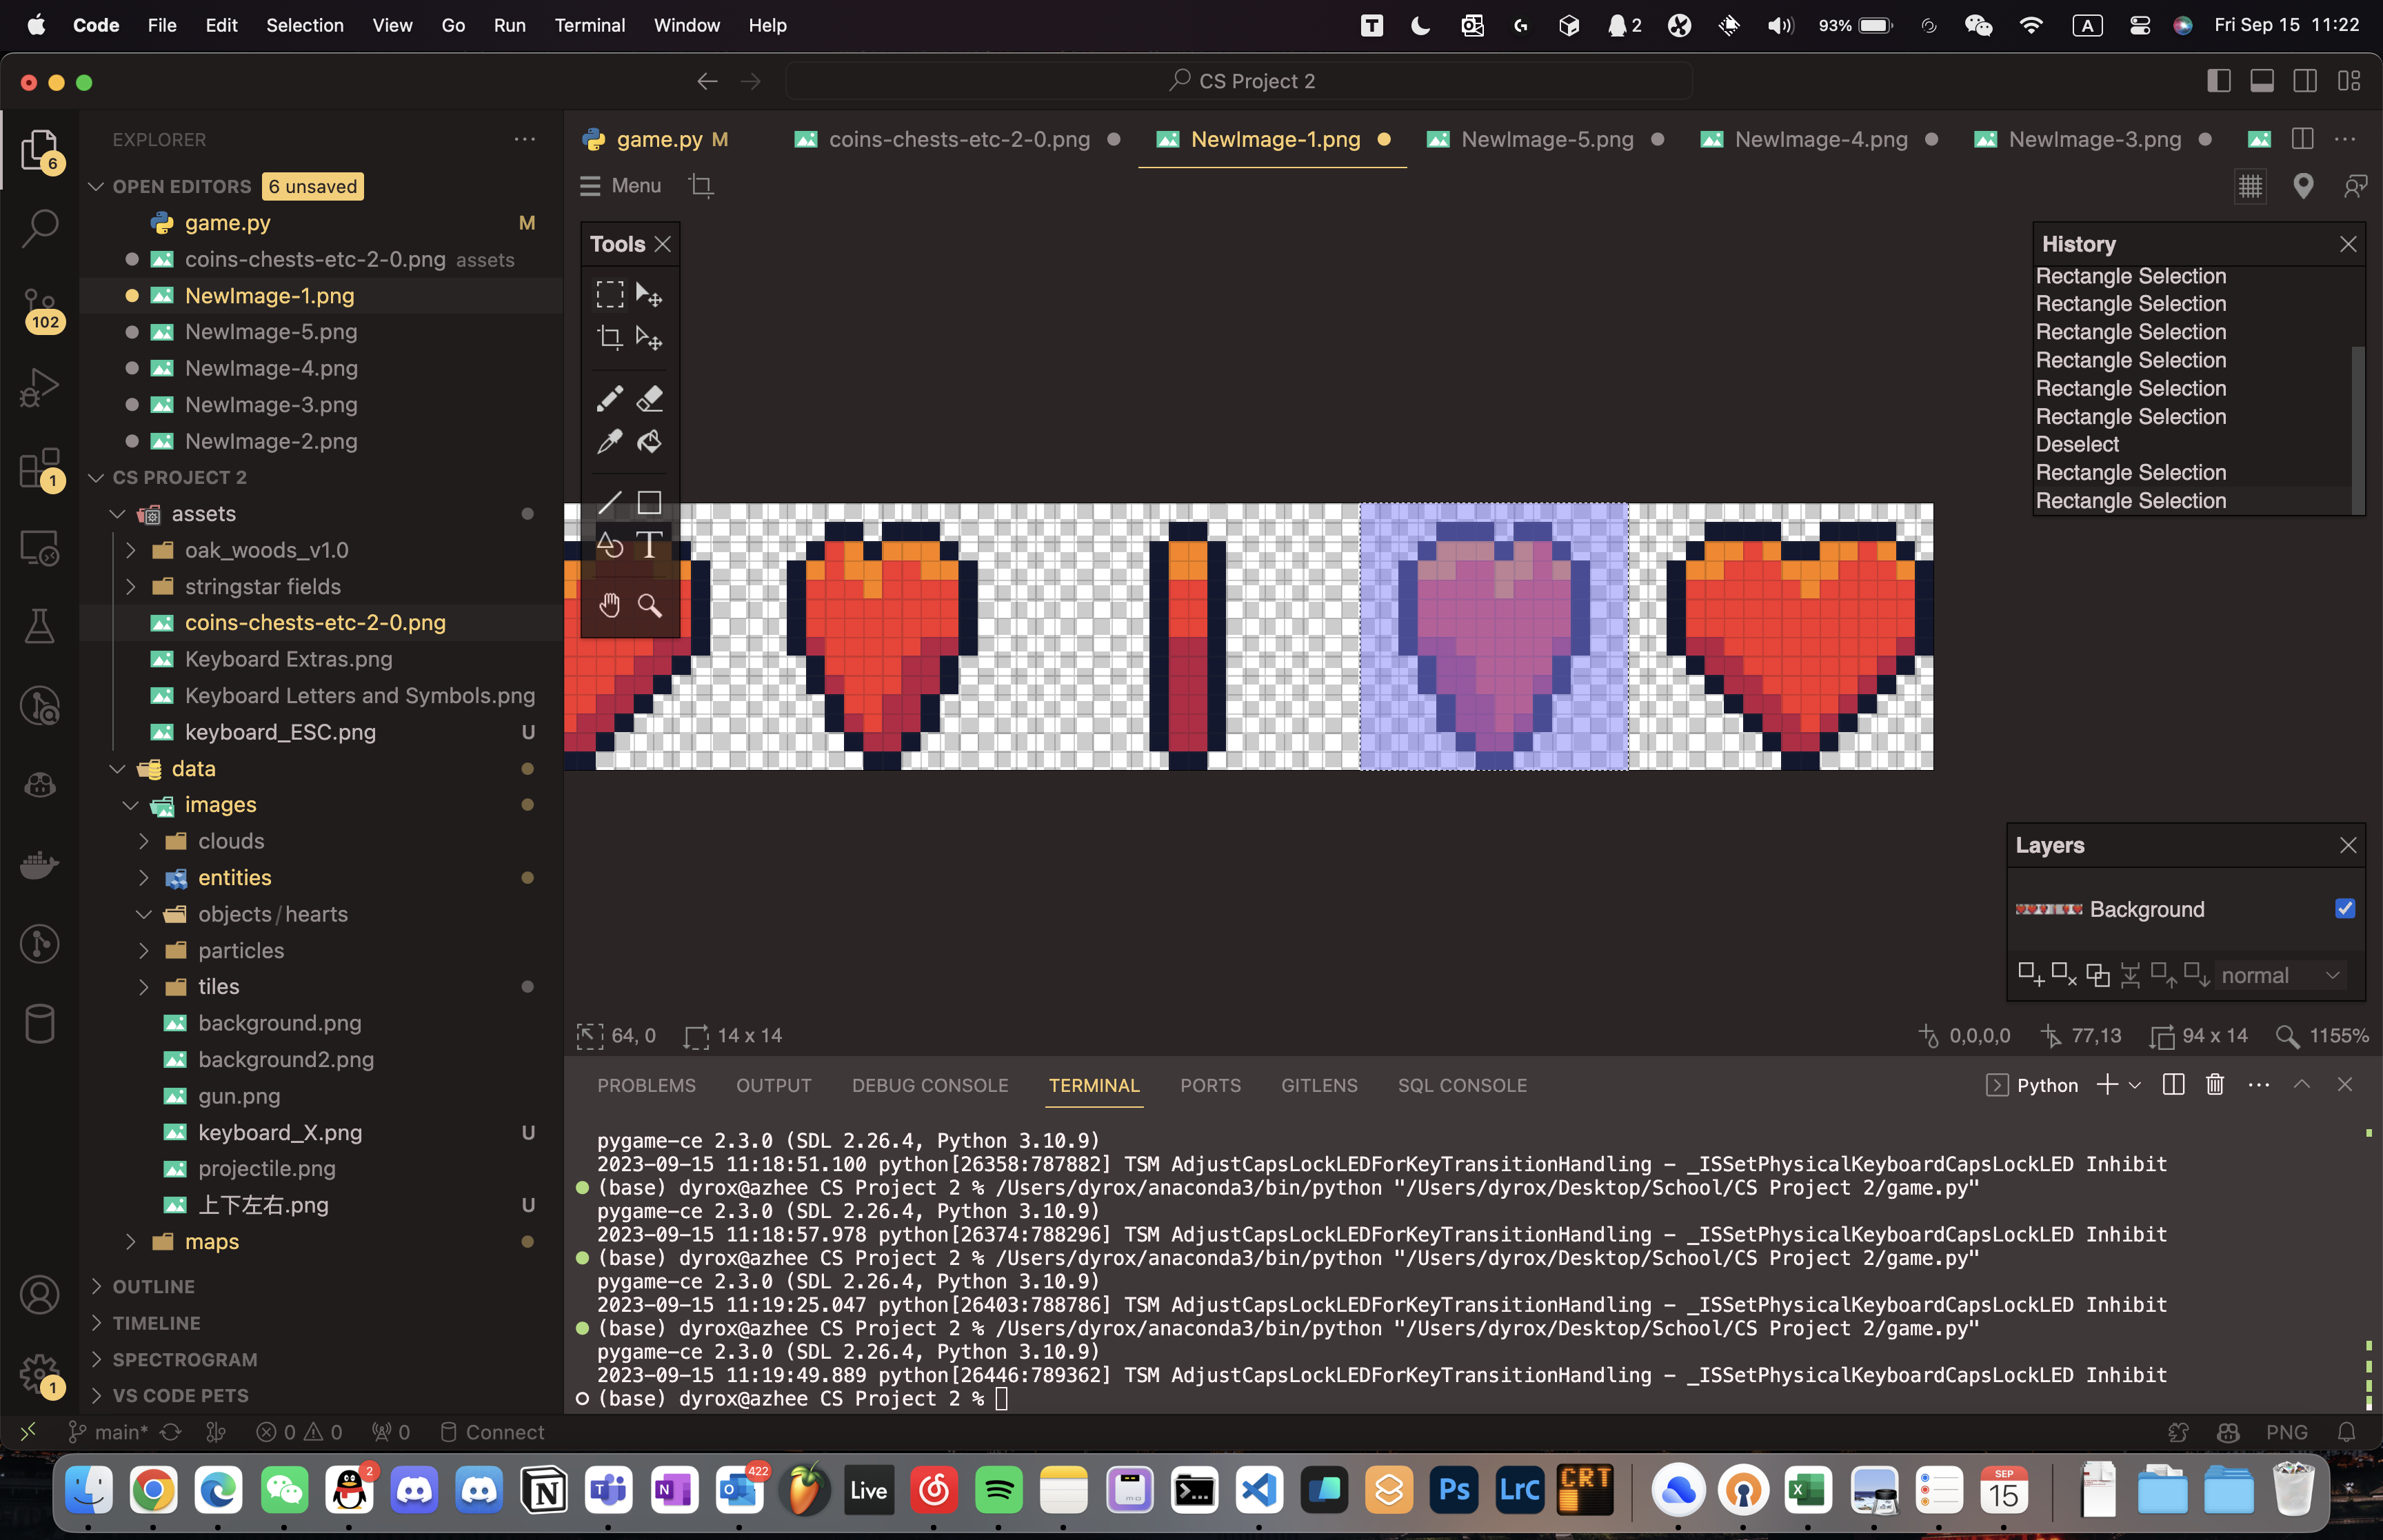 Code File Edit Selection View Go Run Terminal Window Help
T 2 93% A Fri Sep 15 11:22
CS Project 2
EXPLORER
OPEN EDITORS 6 unsaved
game.py M
coins-chests-etc-2-0.png assets
NewImage-1.png
NewImage-5.png
NewImage-4.png
NewImage-3.png
NewImage-2.png
CS PROJECT 2
assets
oak_woods_v1.0
stringstar fields
coins-chests-etc-2-0.png
Keyboard Extras.png
Keyboard Letters and Symbols.png
keyboard_ESC.png U
data
images
clouds
entities
objects/hearts
particles
tiles
background.png
background2.png
gun.png
keyboard_X.png U
projectile.png
上下左右.png U
maps
OUTLINE
TIMELINE
SPECTROGRAM
VS CODE PETS
6
102
1
1
game.py M coins-chests-etc-2-0.png NewImage-1.png NewImage-5.png NewImage-4.png NewImage-3.png
Menu
Tools
T
History
Rectangle Selection
Rectangle Selection
Rectangle Selection
Rectangle Selection
Rectangle Selection
Rectangle Selection
Deselect
Rectangle Selection
Rectangle Selection
Layers
Background
normal
64, 0 14 x 14 0,0,0,0 77,13 94 x 14 1155%
PROBLEMS OUTPUT DEBUG CONSOLE TERMINAL PORTS GITLENS SQL CONSOLE Python
pygame-ce 2.3.0 (SDL 2.26.4, Python 3.10.9)
2023-09-15 11:18:51.100 python[26358:787882] TSM AdjustCapsLockLEDForKeyTransitionHandling - _ISSetPhysicalKeyboardCapsLockLED Inhibit
(base) dyrox@azhee CS Project 2 % /Users/dyrox/anaconda3/bin/python "/Users/dyrox/Desktop/School/CS Project 2/game.py"
pygame-ce 2.3.0 (SDL 2.26.4, Python 3.10.9)
2023-09-15 11:18:57.978 python[26374:788296] TSM AdjustCapsLockLEDForKeyTransitionHandling - _ISSetPhysicalKeyboardCapsLockLED Inhibit
(base) dyrox@azhee CS Project 2 % /Users/dyrox/anaconda3/bin/python "/Users/dyrox/Desktop/School/CS Project 2/game.py"
pygame-ce 2.3.0 (SDL 2.26.4, Python 3.10.9)
2023-09-15 11:19:25.047 python[26403:788786] TSM AdjustCapsLockLEDForKeyTransitionHandling - _ISSetPhysicalKeyboardCapsLockLED Inhibit
(base) dyrox@azhee CS Project 2 % /Users/dyrox/anaconda3/bin/python "/Users/dyrox/Desktop/School/CS Project 2/game.py"
pygame-ce 2.3.0 (SDL 2.26.4, Python 3.10.9)
2023-09-15 11:19:49.889 python[26446:789362] TSM AdjustCapsLockLEDForKeyTransitionHandling - _ISSetPhysicalKeyboardCapsLockLED Inhibit
(base) dyrox@azhee CS Project 2 %
main* 0 0 0 Connect PNG
2 422 Live Ps LrC CRT SEP 15